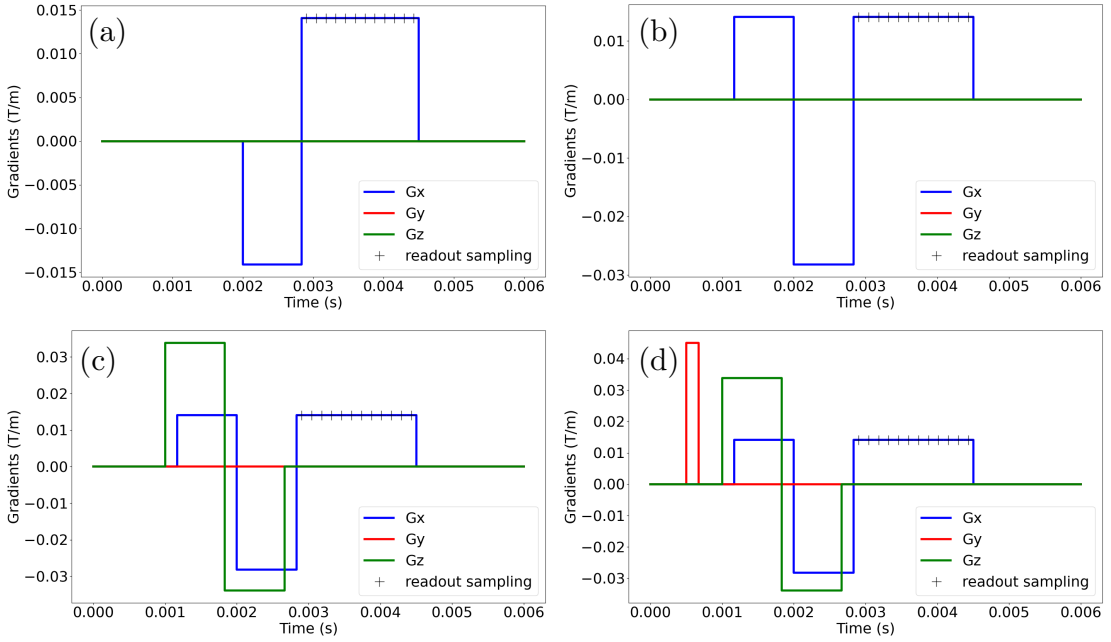 (a)
Gradients (T/m)
0.015
0.010
0.005
0.000
−0.005
−0.010
−0.015
0.000 0.001 0.002 0.003 0.004 0.005 0.006
Time (s)
Gx
Gy
Gz
readout sampling
(b)
Gradients (T/m)
0.01
0.00
−0.01
−0.02
−0.03
0.000 0.001 0.002 0.003 0.004 0.005 0.006
Time (s)
Gx
Gy
Gz
readout sampling
(c)
Gradients (T/m)
0.03
0.02
0.01
0.00
−0.01
−0.02
−0.03
0.000 0.001 0.002 0.003 0.004 0.005 0.006
Time (s)
Gx
Gy
Gz
readout sampling
(d)
Gradients (T/m)
0.04
0.03
0.02
0.01
0.00
−0.01
−0.02
−0.03
0.000 0.001 0.002 0.003 0.004 0.005 0.006
Time (s)
Gx
Gy
Gz
readout sampling